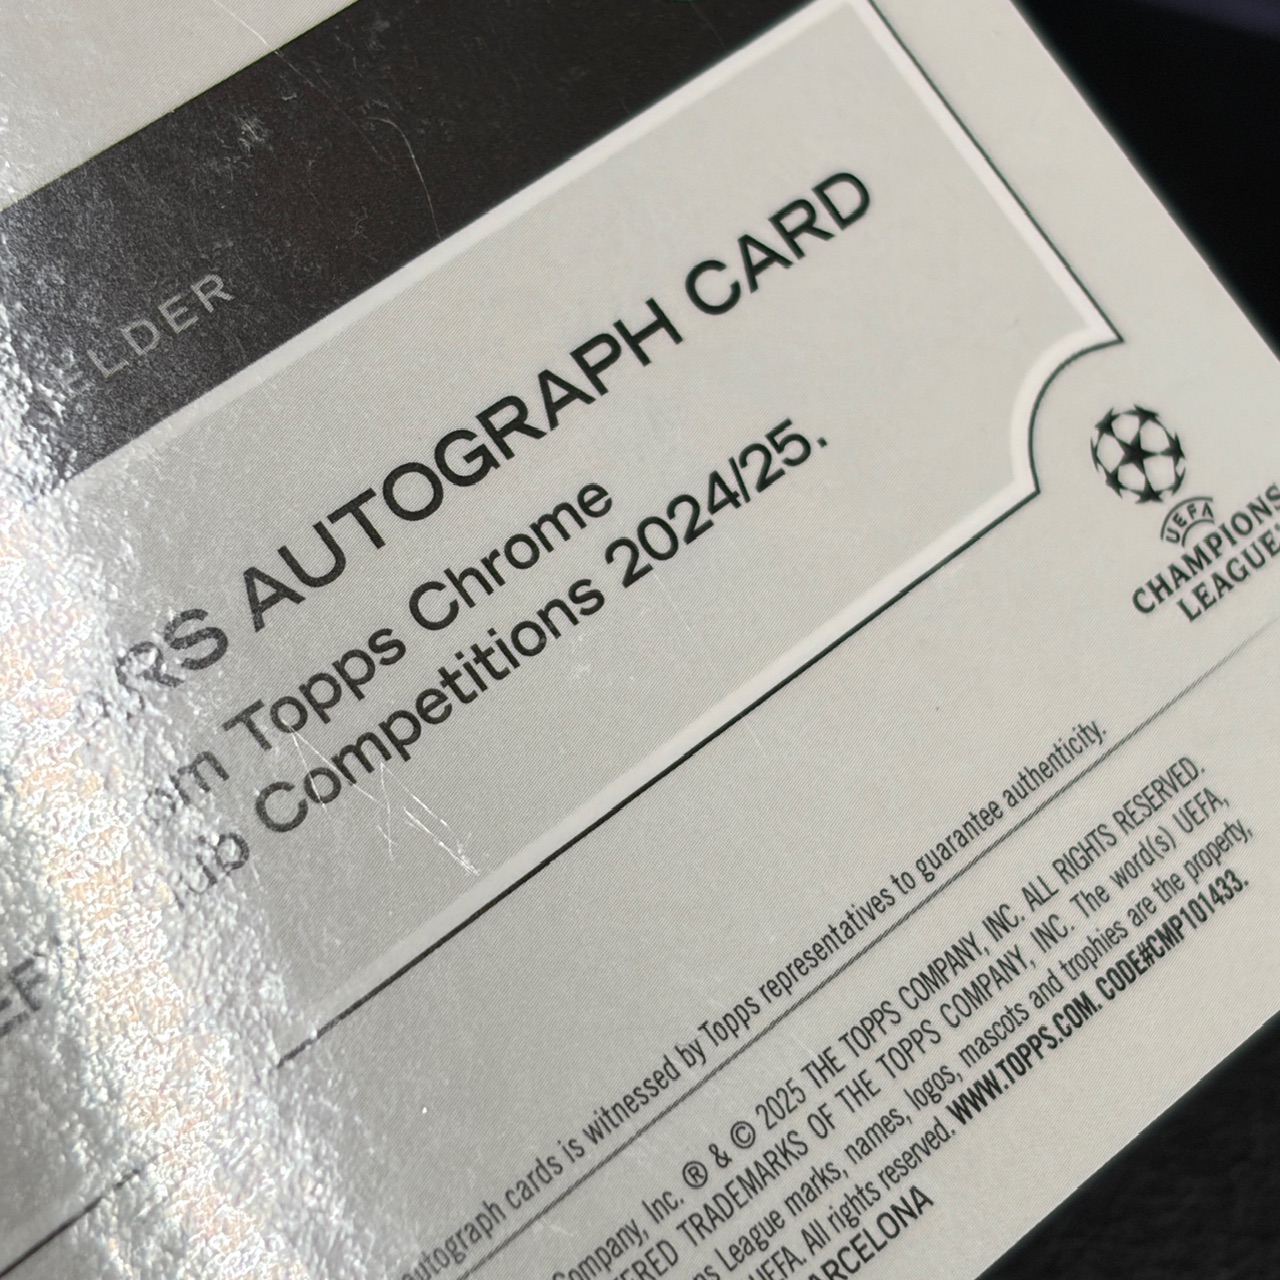 ELDER
RS AUTOGRAPH CARD
om Topps Chrome
ub Competitions 2024/25.
UEFA
CHAMPIONS
LEAGUE
autograph cards is witnessed by Topps representatives to guarantee authenticity.
Company, Inc. ® & © 2025 THE TOPPS COMPANY, INC. ALL RIGHTS RESERVED.
ERED TRADEMARKS OF THE TOPPS COMPANY, INC. The word(s) UEFA,
ns League marks, names, logos, mascots and trophies are the property,
UEFA. All rights reserved. WWW.TOPPS.COM. CODE#CMP101433.
ARCELONA